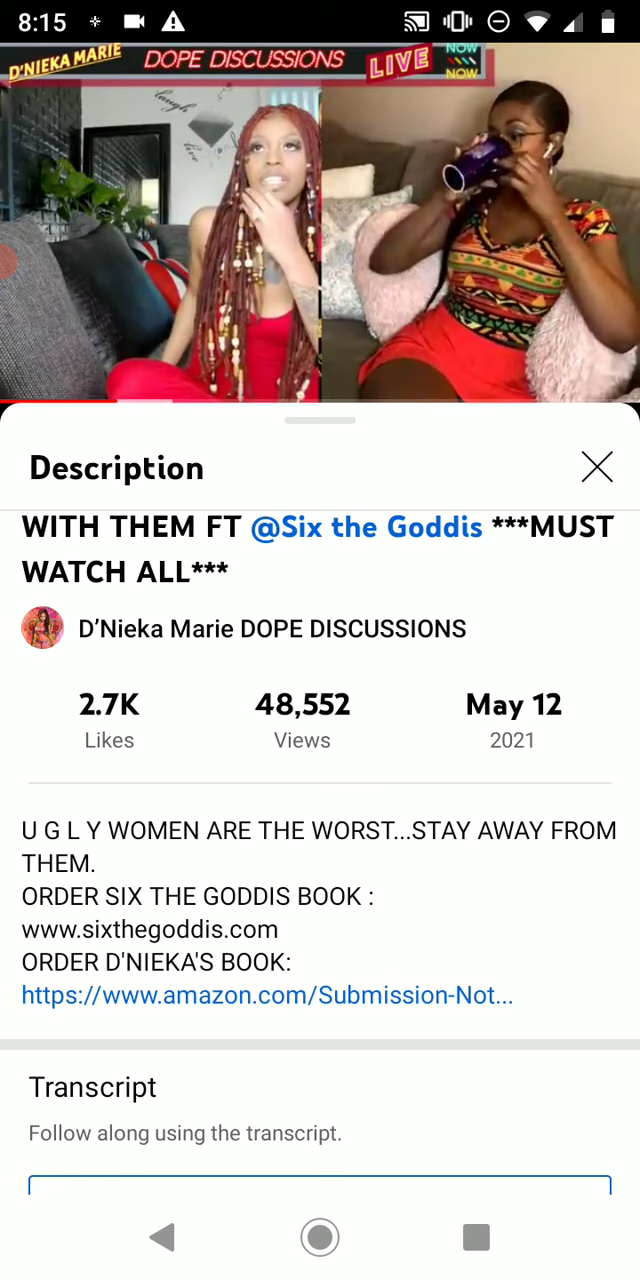 8:15
D'NIEKA MARIE
DOPE DISCUSSIONS
LIVE
NOW
NOW
laugh
live
Description
WITH THEM FT @Six the Goddis ***MUST
WATCH ALL***
D'Nieka Marie DOPE DISCUSSIONS
2.7K
48,552
May 12
Likes
Views
2021
U G L Y WOMEN ARE THE WORST...STAY AWAY FROM
THEM.
ORDER SIX THE GODDIS BOOK :
www.sixthegoddis.com
ORDER D'NIEKA'S BOOK:
https://www.amazon.com/Submission-Not...
Transcript
Follow along using the transcript.